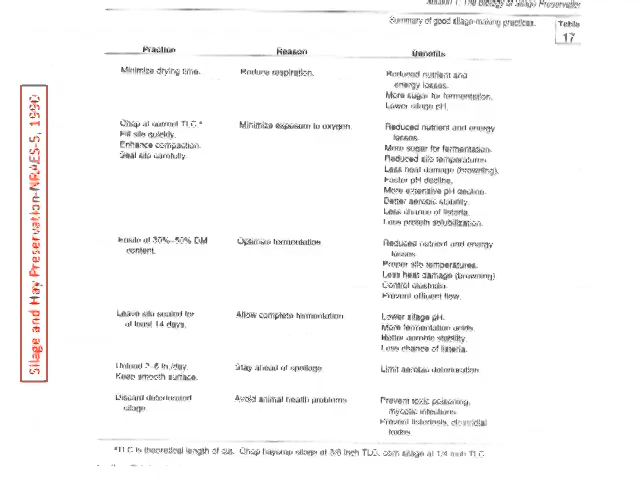 Section 1: The Biology of Silage Preservation
Summary of good silage-making practices.
Table
17
Practice Reason Benefits
Minimize drying time. Reduce respiration. Reduced nutrient and
energy losses.
More sugar for fermentation.
Lower silage pH.
Chop at correct TLC.* Minimize exposure to oxygen. Reduced nutrient and energy
Fill silo quickly. losses.
Enhance compaction. More sugar for fermentation.
Seal silo carefully. Reduced silo temperatures.
Less heat damage (browning).
Faster pH decline.
More extensive pH decline.
Better aerobic stability.
Less chance of listeria.
Less protein solubilization.
Ensile at 30%–50% DM Optimize fermentation. Reduced nutrient and energy
content. losses.
Proper silo temperatures.
Less heat damage (browning).
Control clostridia.
Prevent effluent flow.
Leave silo sealed for Allow complete fermentation. Lower silage pH.
at least 14 days. More fermentation acids.
Better aerobic stability.
Less chance of listeria.
Unload 2–6 in./day. Stay ahead of spoilage. Limit aerobic deterioration.
Keep smooth surface.
Discard deteriorated Avoid animal health problems. Prevent toxic poisoning,
silage. mycotic infections.
Prevent listeriosis, clostridial
toxins.
*TLC is theoretical length of cut. Chop haycrop silage at 3/8 inch TLC, corn silage at 1/4 inch TLC.
Silage and Hay Preservation-NRAES-5, 1990